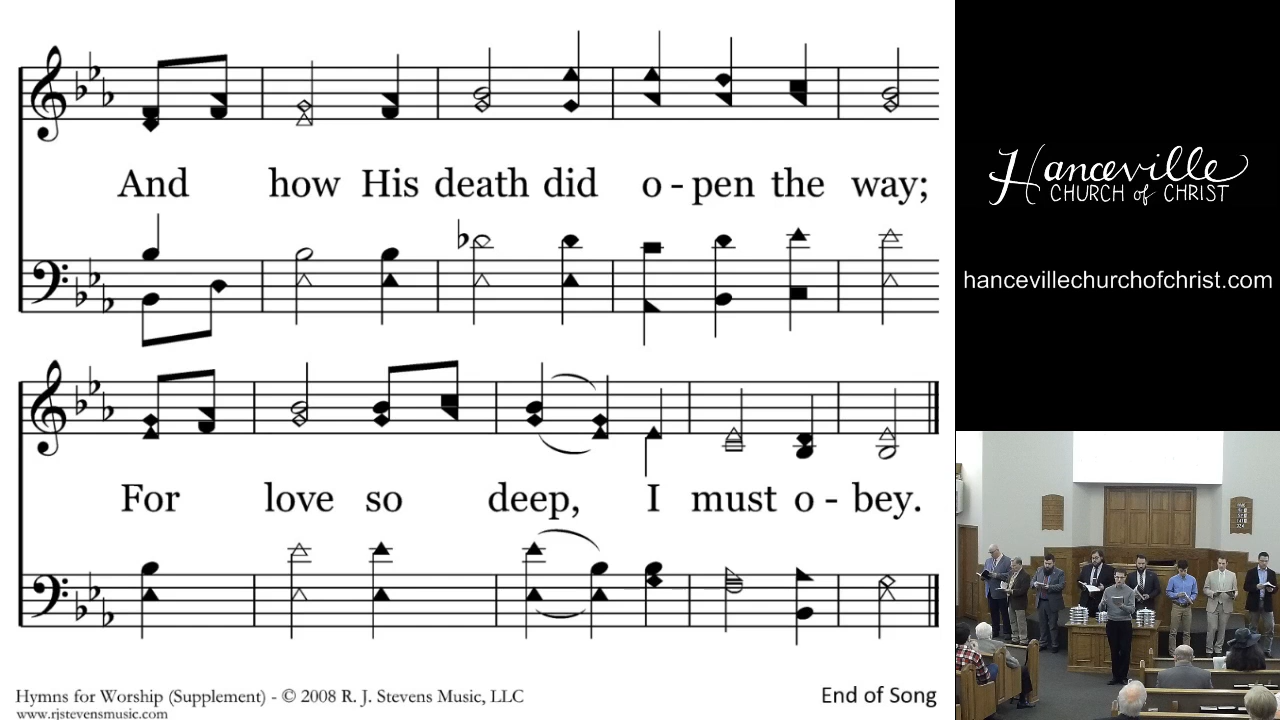 And how His death did o - pen the way;
For love so deep, I must o - bey.
Hymns for Worship (Supplement) - © 2008 R. J. Stevens Music, LLC
www.rjstevensmusic.com
End of Song
Hanceville
CHURCH of CHRIST
hancevillechurchofchrist.com